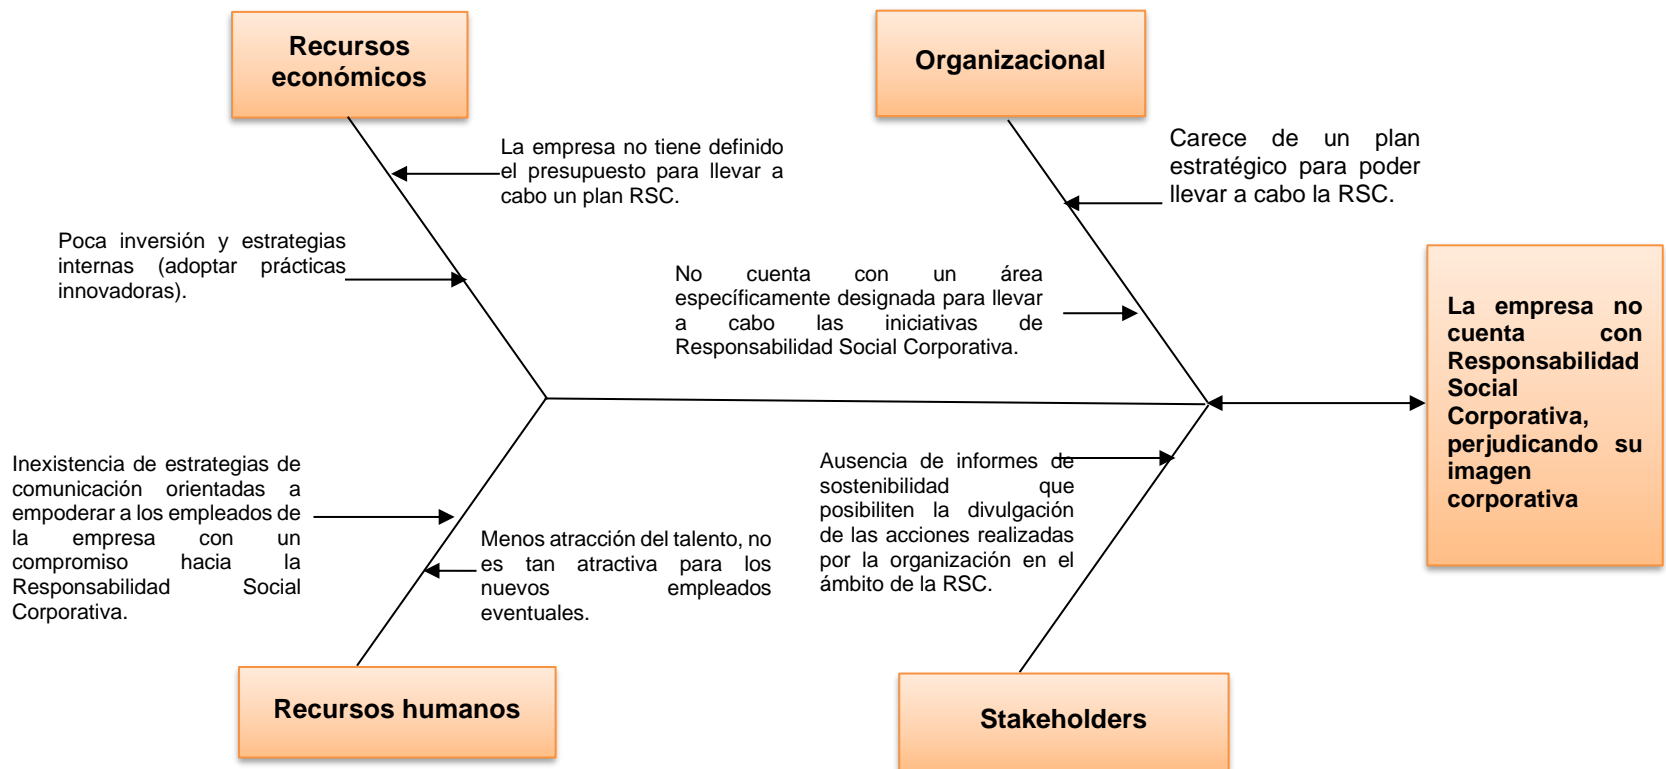 Recursos
económicos
Organizacional
La empresa no tiene definido
el presupuesto para llevar a
cabo un plan RSC.
Carece de un plan
estratégico para poder
llevar a cabo la RSC.
Poca inversión y estrategias
internas (adoptar prácticas
innovadoras).
No cuenta con un área
específicamente designada para llevar
a cabo las iniciativas de
Responsabilidad Social Corporativa.
La empresa no
cuenta con
Responsabilidad
Social
Corporativa,
perjudicando su
imagen
corporativa
Inexistencia de estrategias de
comunicación orientadas a
empoderar a los empleados de
la empresa con un
compromiso hacia la
Responsabilidad Social
Corporativa.
Menos atracción del talento, no
es tan atractiva para los
nuevos empleados
eventuales.
Ausencia de informes de
sostenibilidad que
posibiliten la divulgación
de las acciones realizadas
por la organización en el
ámbito de la RSC.
Recursos humanos
Stakeholders